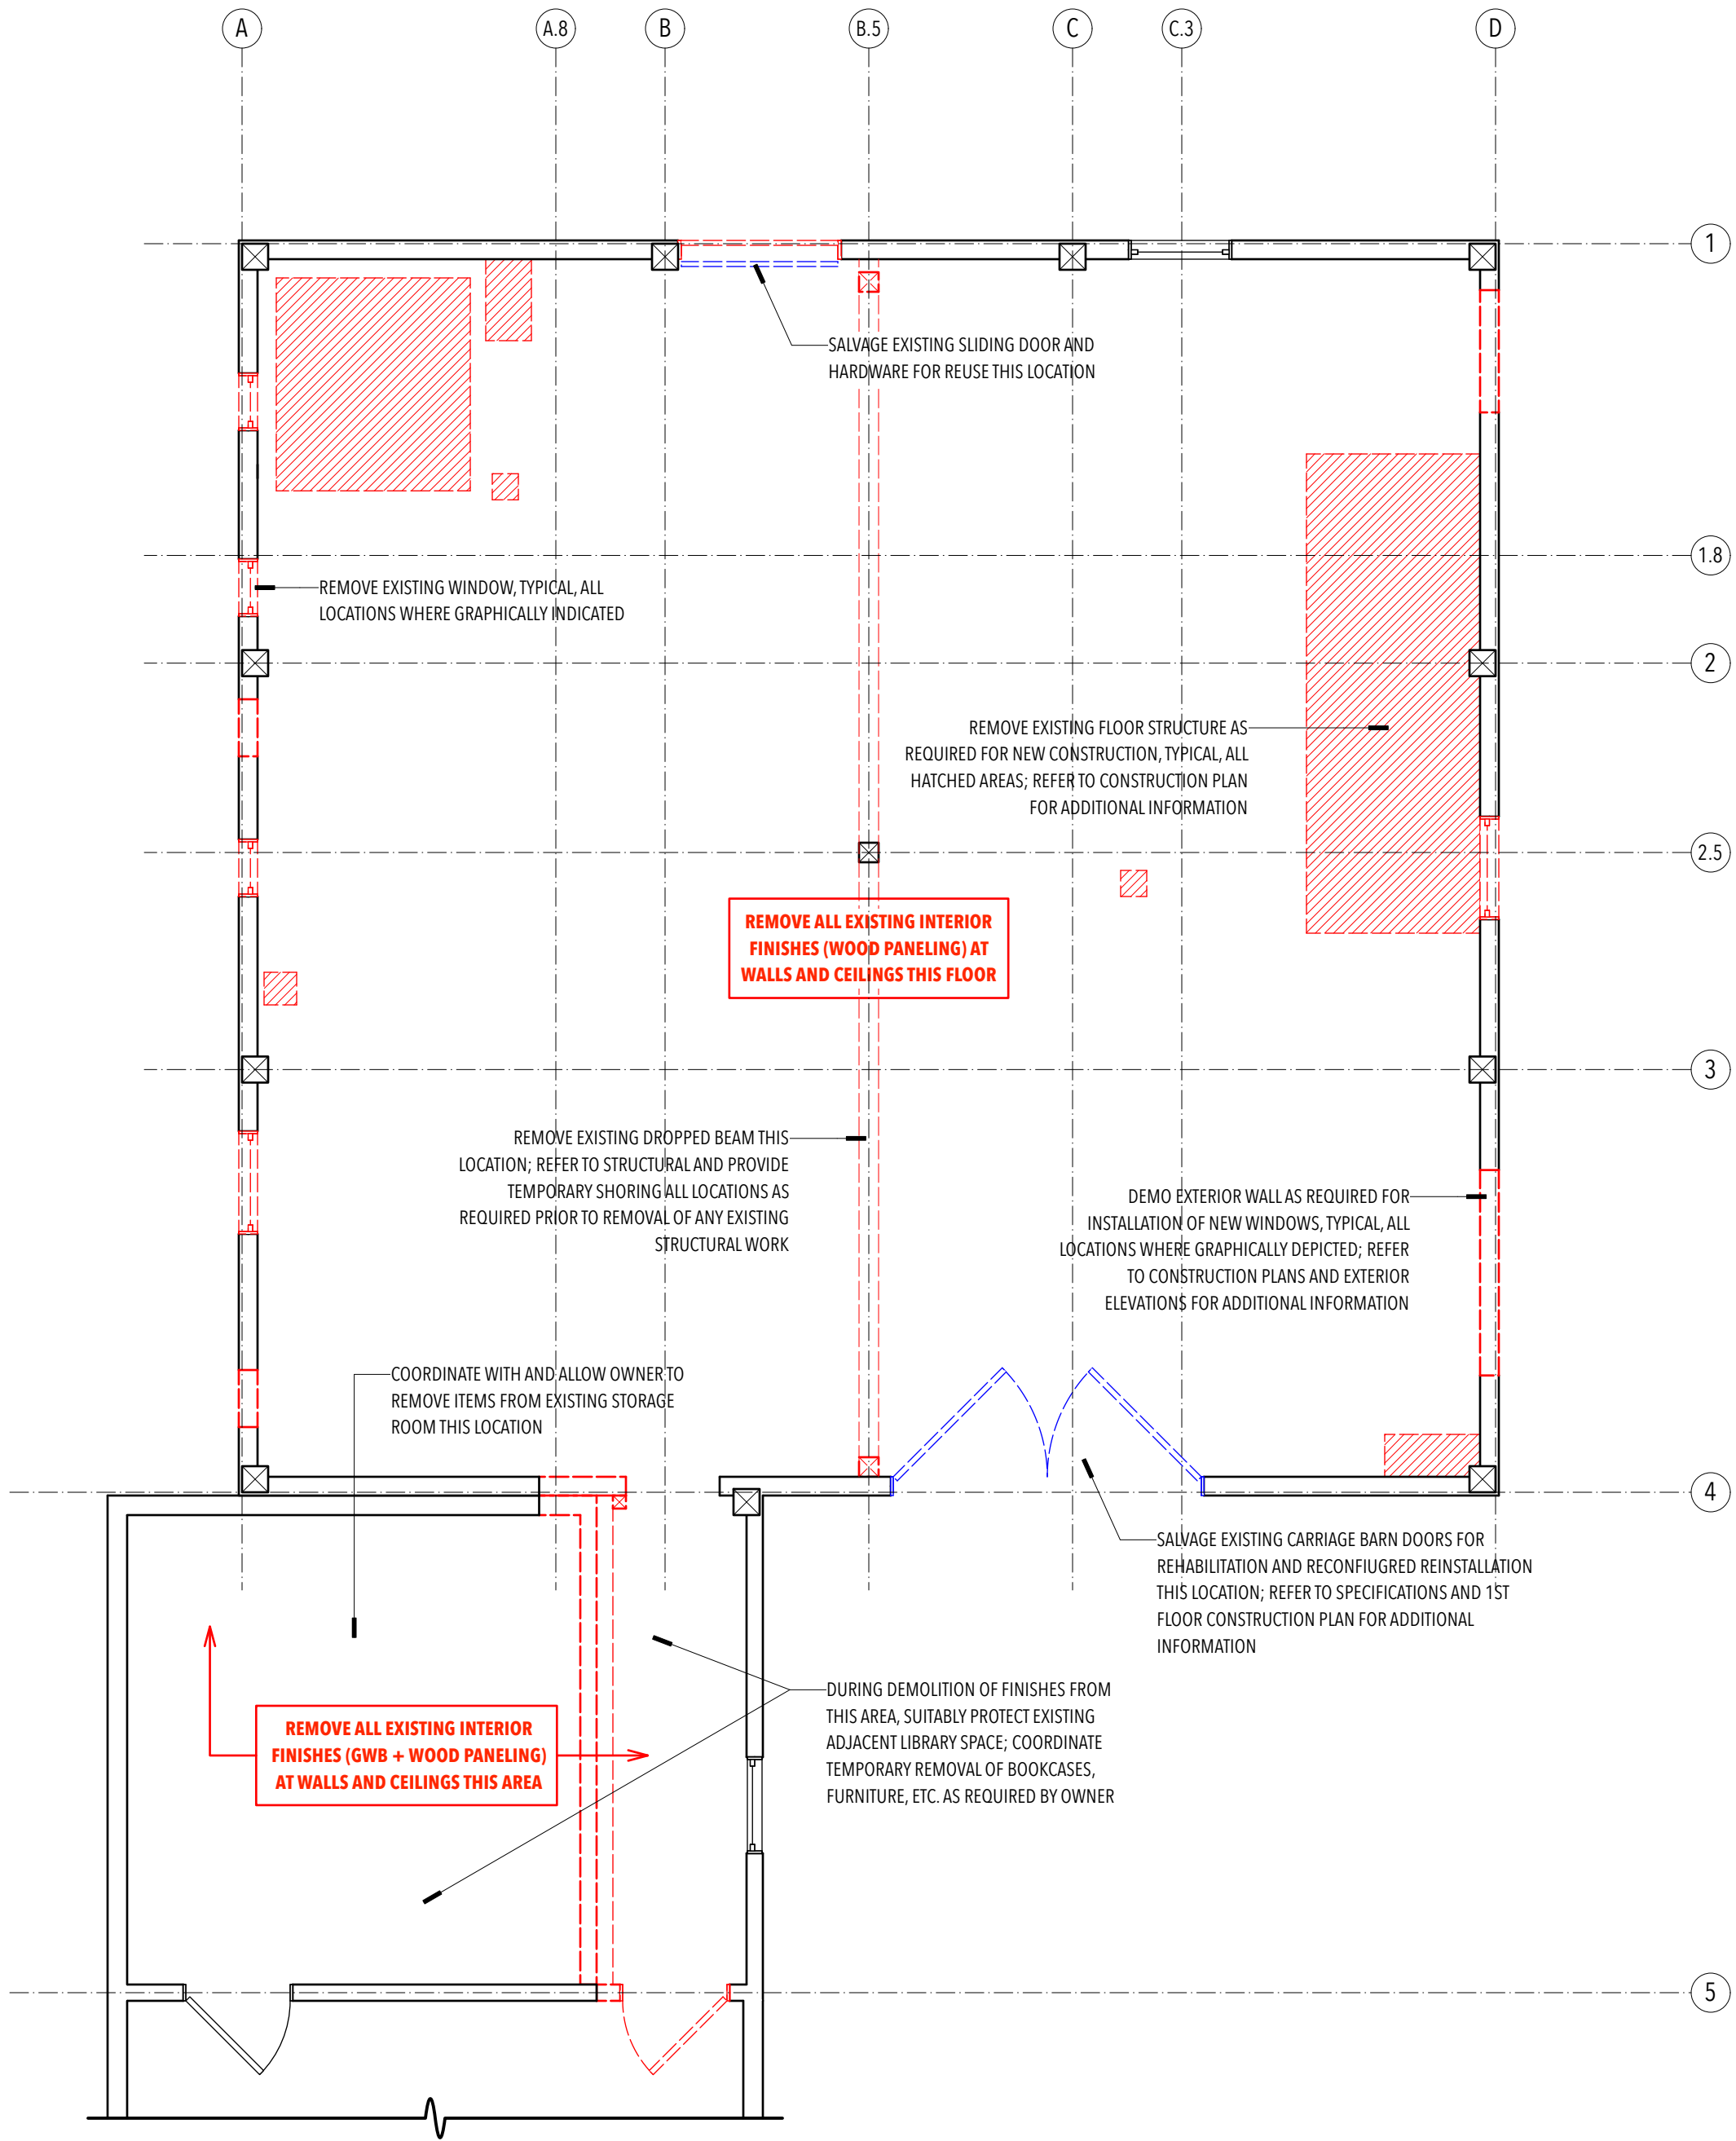 A
A.8
B
B.5
C
C.3
D
1
SALVAGE EXISTING SLIDING DOOR AND
HARDWARE FOR REUSE THIS LOCATION
1.8
REMOVE EXISTING WINDOW, TYPICAL, ALL
LOCATIONS WHERE GRAPHICALLY INDICATED
2
REMOVE EXISTING FLOOR STRUCTURE AS
REQUIRED FOR NEW CONSTRUCTION, TYPICAL, ALL
HATCHED AREAS; REFER TO CONSTRUCTION PLAN
FOR ADDITIONAL INFORMATION
2.5
REMOVE ALL EXISTING INTERIOR
FINISHES (WOOD PANELING) AT
WALLS AND CEILINGS THIS FLOOR
3
REMOVE EXISTING DROPPED BEAM THIS
LOCATION; REFER TO STRUCTURAL AND PROVIDE
TEMPORARY SHORING ALL LOCATIONS AS
REQUIRED PRIOR TO REMOVAL OF ANY EXISTING
STRUCTURAL WORK
DEMO EXTERIOR WALL AS REQUIRED FOR
INSTALLATION OF NEW WINDOWS, TYPICAL, ALL
LOCATIONS WHERE GRAPHICALLY DEPICTED; REFER
TO CONSTRUCTION PLANS AND EXTERIOR
ELEVATIONS FOR ADDITIONAL INFORMATION
COORDINATE WITH AND ALLOW OWNER TO
REMOVE ITEMS FROM EXISTING STORAGE
ROOM THIS LOCATION
4
SALVAGE EXISTING CARRIAGE BARN DOORS FOR
REHABILITATION AND RECONFIUGRED REINSTALLATION
THIS LOCATION; REFER TO SPECIFICATIONS AND 1ST
FLOOR CONSTRUCTION PLAN FOR ADDITIONAL
INFORMATION
DURING DEMOLITION OF FINISHES FROM
THIS AREA, SUITABLY PROTECT EXISTING
ADJACENT LIBRARY SPACE; COORDINATE
TEMPORARY REMOVAL OF BOOKCASES,
FURNITURE, ETC. AS REQUIRED BY OWNER
REMOVE ALL EXISTING INTERIOR
FINISHES (GWB + WOOD PANELING)
AT WALLS AND CEILINGS THIS AREA
5